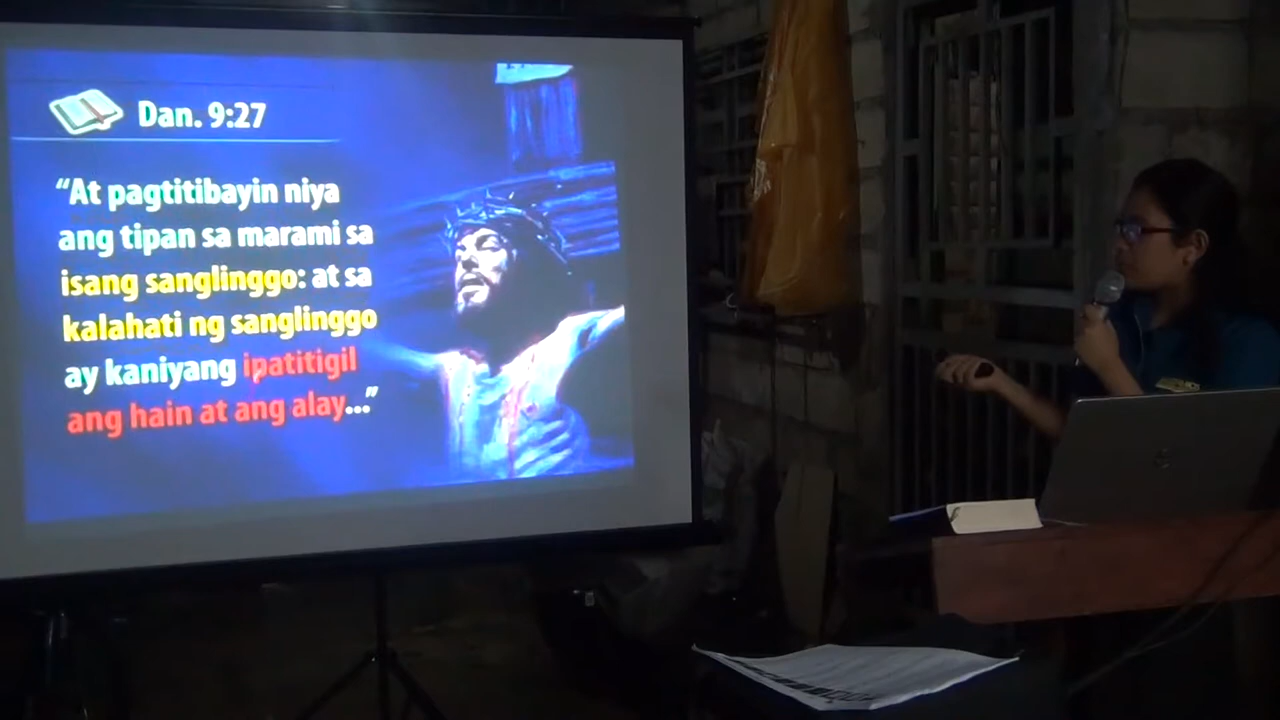 Dan. 9:27
“At pagtitibayin niya
ang tipan sa marami sa
isang sanglinggo: at sa
kalahati ng sanglinggo
ay kaniyang ipatitigil
ang hain at ang alay...”